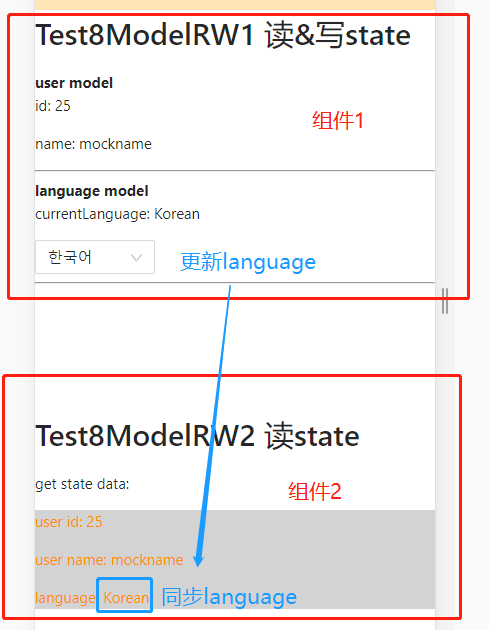 Test8ModelRW1 读&写state
user model
id: 25
组件1
name: mockname
language model
currentLanguage: Korean
한국어
更新language
Test8ModelRW2 读state
get state data:
组件2
user id: 25
user name: mockname
language: Korean 同步language